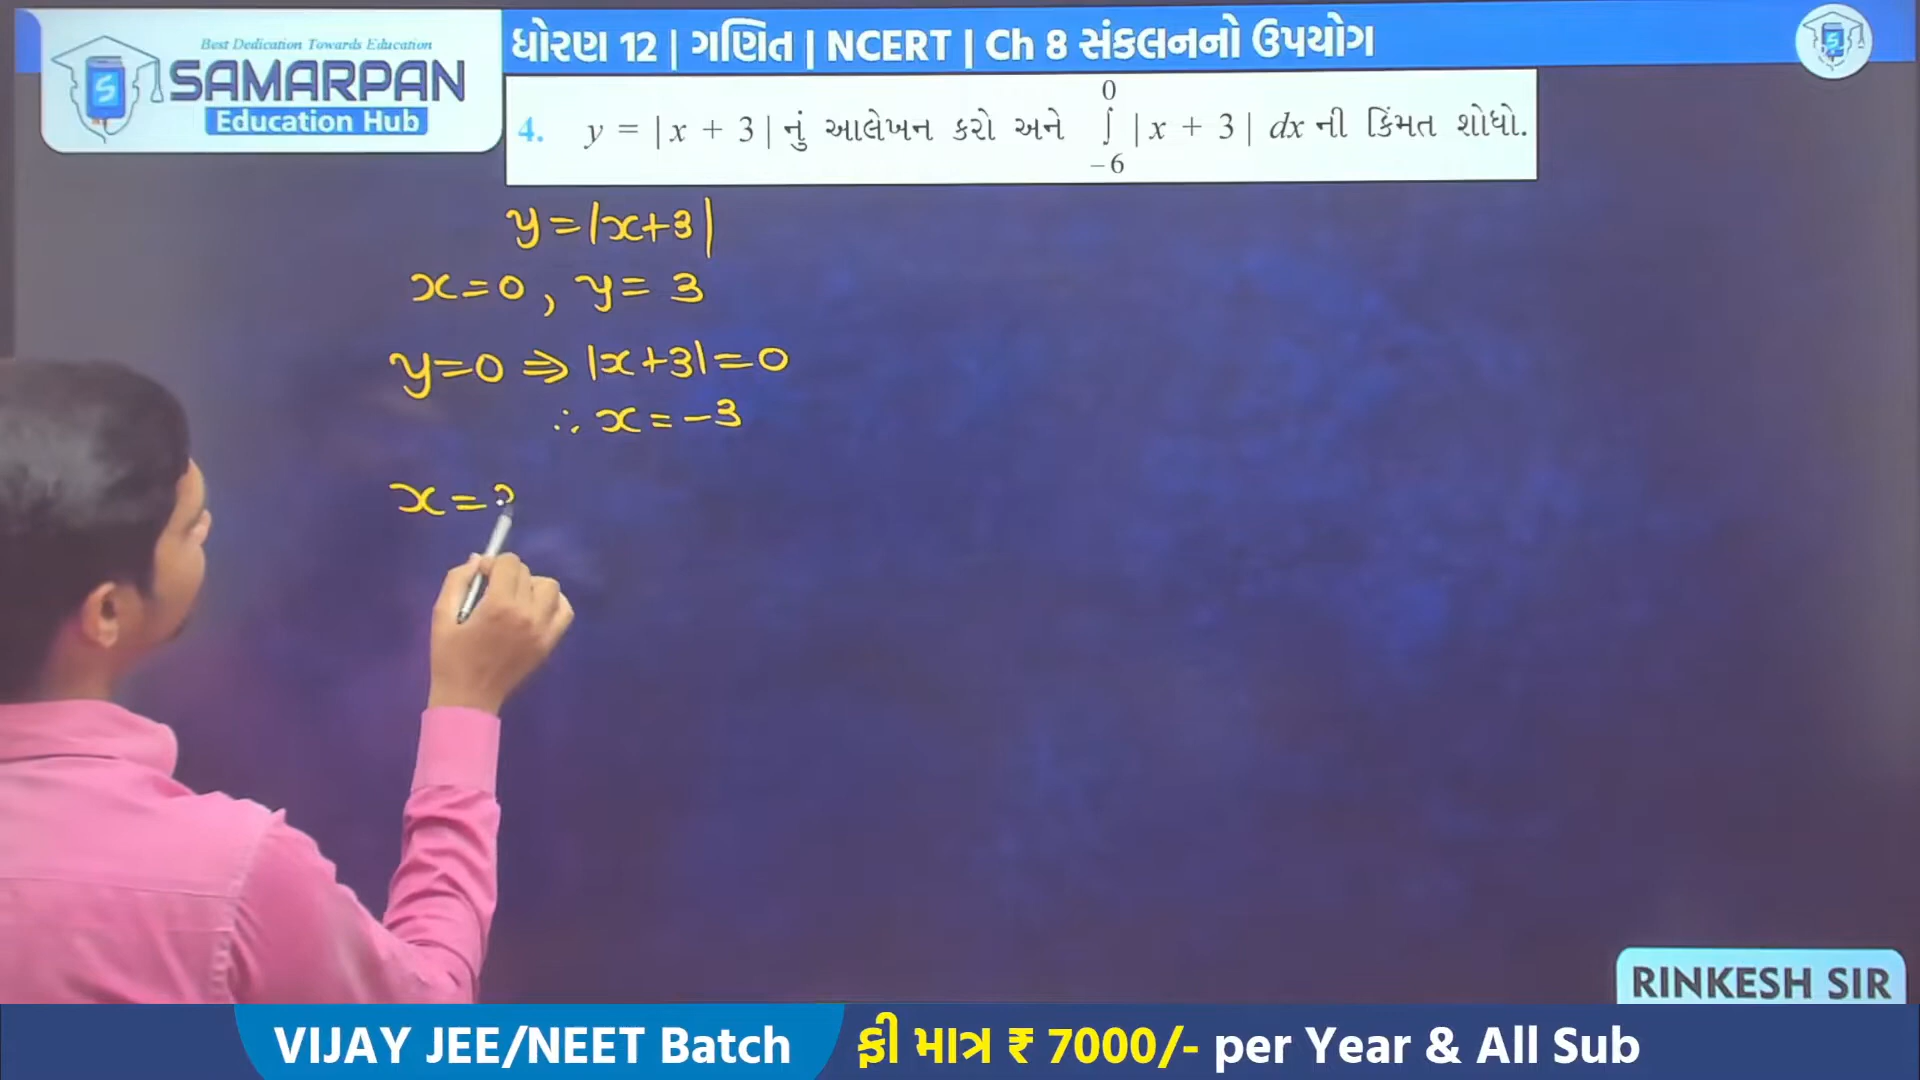 Best Dedication Towards Education
SAMARPAN
Education Hub
ધોરણ 12 | ગણિત | NCERT | Ch 8 સંકલનનો ઉપયોગ
4. y = | x + 3 | નું આલેખન કરો અને ∫₋₆⁰ | x + 3 | dx ની કિંમત શોધો.
y=|x+3|
x=0, y= 3
y=0 ⇒ |x+3|=0
∴ x = -3
x=
RINKESH SIR
VIJAY JEE/NEET Batch
ફી માત્ર ₹ 7000/- per Year & All Sub